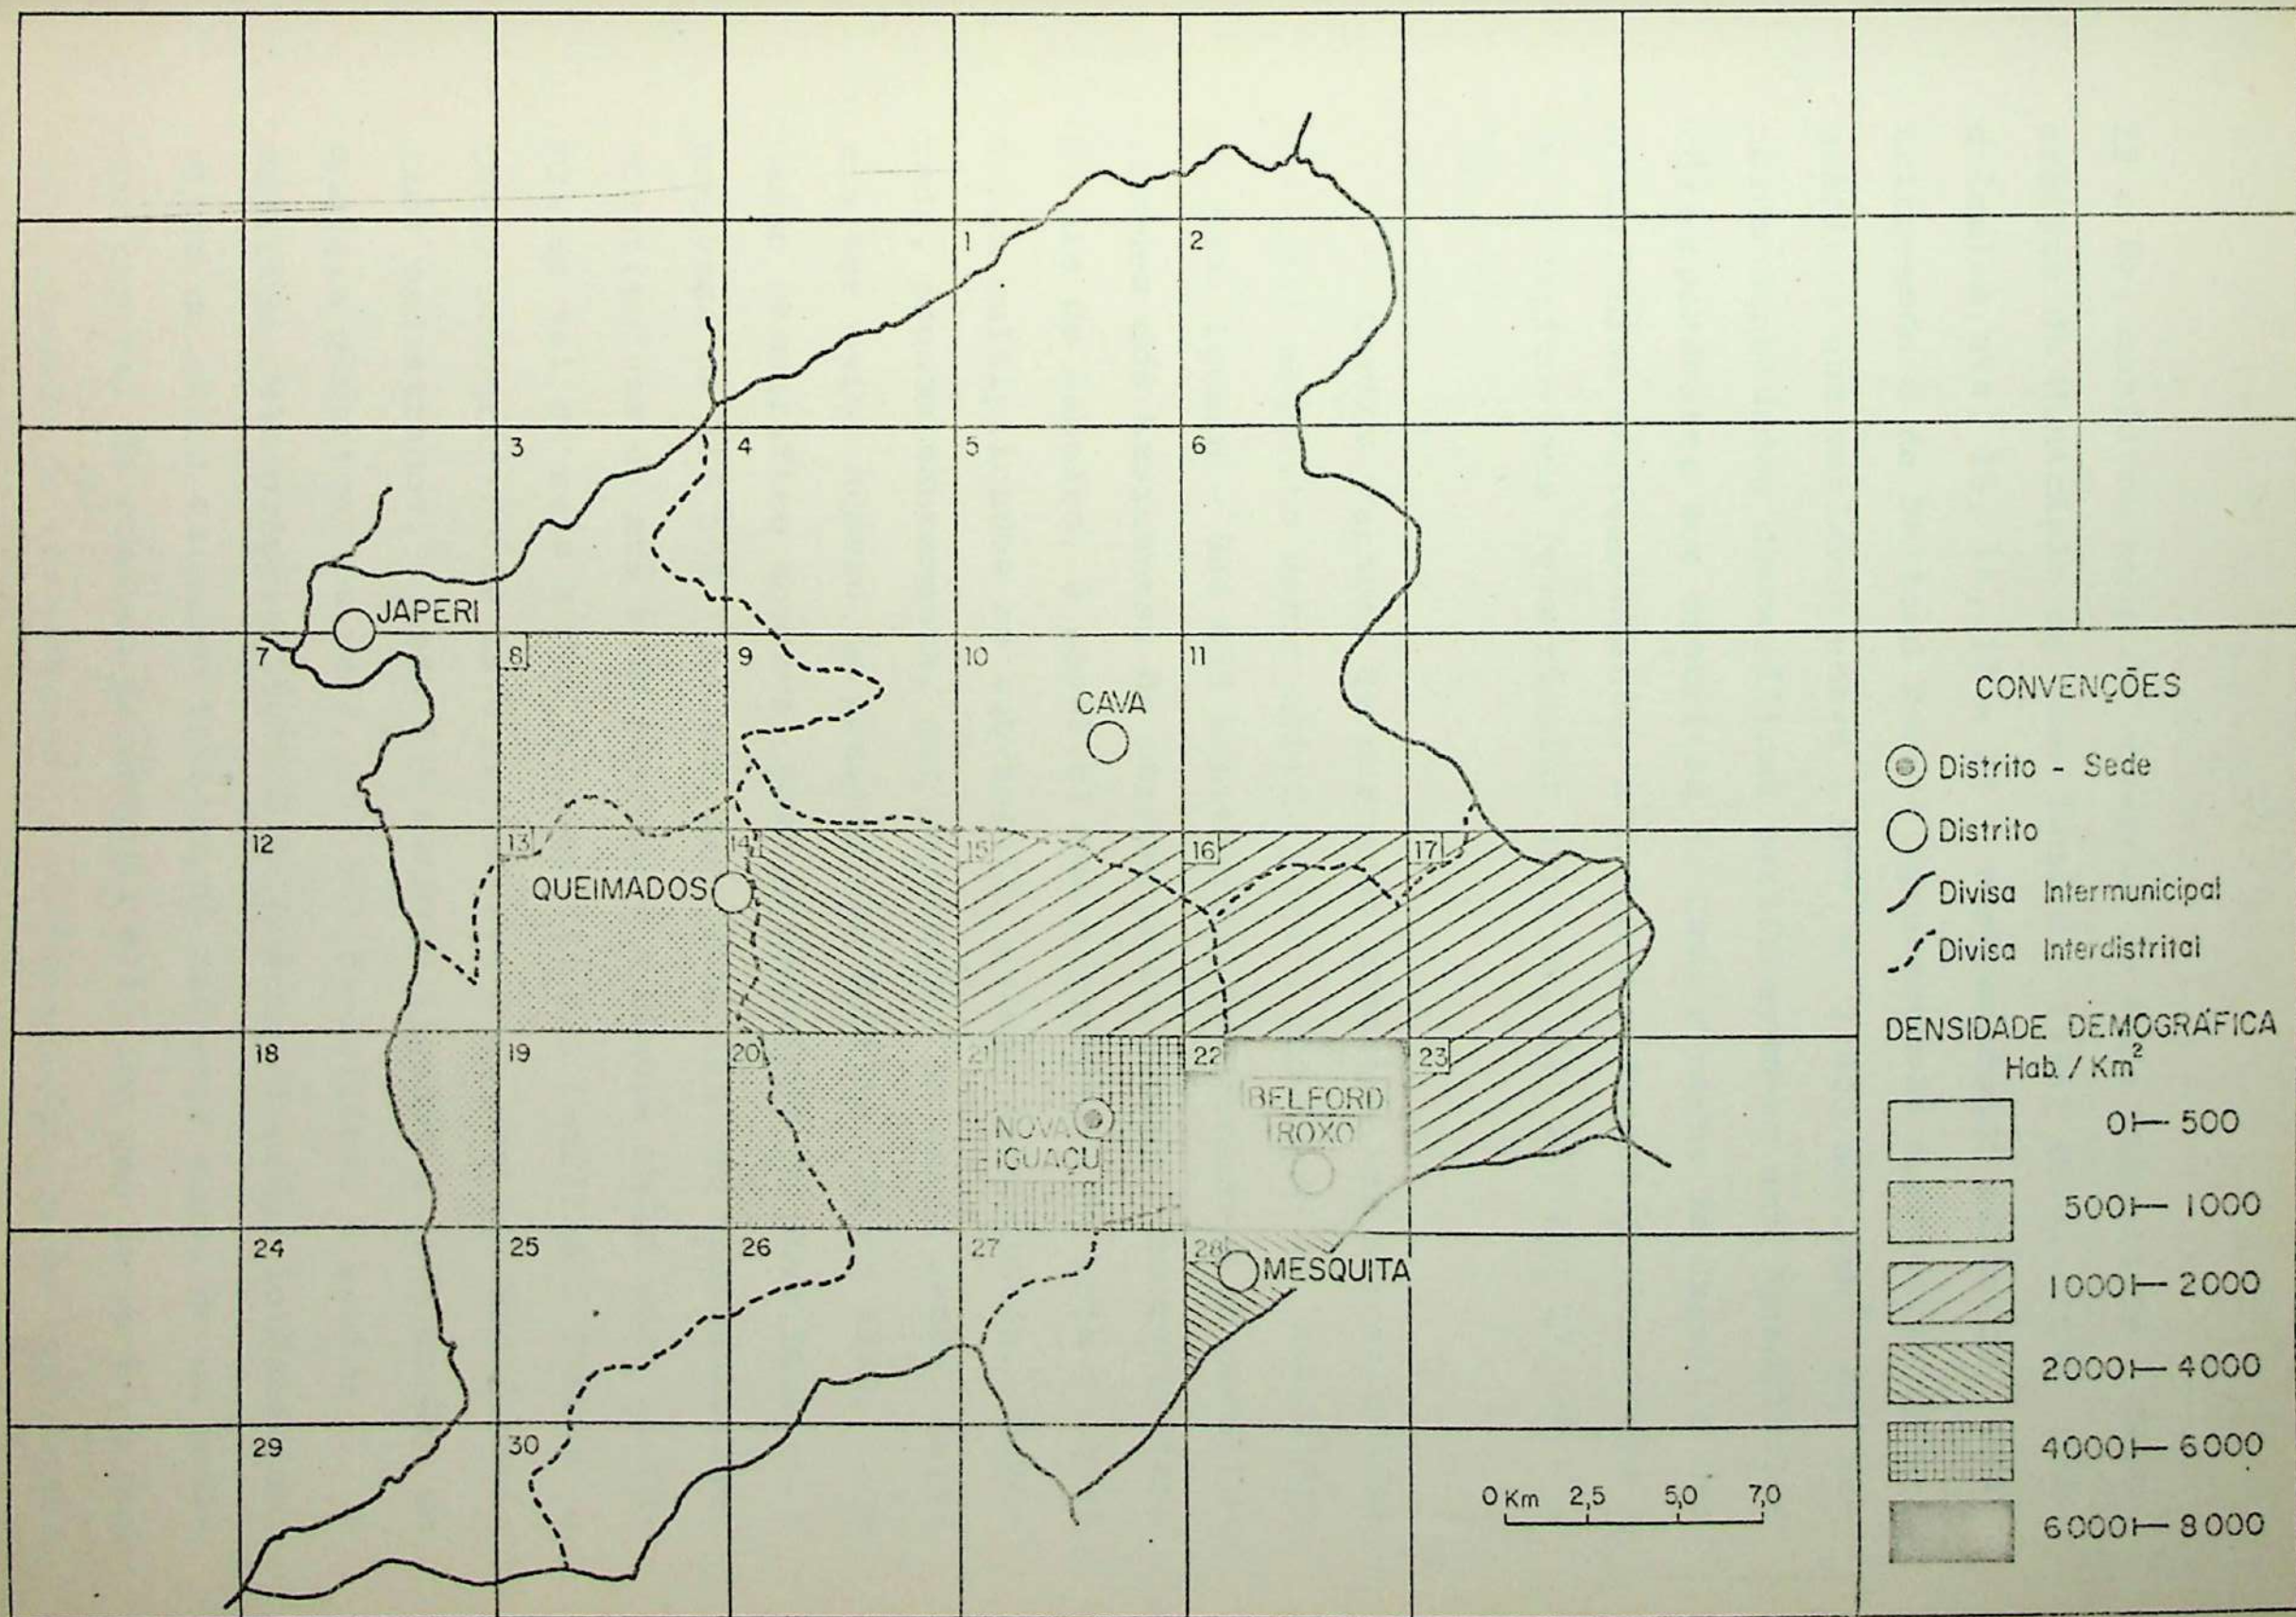 1
2
3
4
5
6
JAPERI
7
8
9
10
11
CAVA
12
13
14
15
16
17
QUEIMADOS
18
19
20
21
22
23
BELFORD
ROXO
NOVA
IGUAÇU
24
25
26
27
28
MESQUITA
29
30
0 Km 2,5 5,0 7,0
CONVENÇÕES
Distrito - Sede
Distrito
Divisa Intermunicipal
Divisa Interdistrital
DENSIDADE DEMOGRÁFICA
Hab. / Km²
0⊢ 500
500⊢ 1000
1000⊢ 2000
2000⊢ 4000
4000⊢ 6000
6000⊢ 8000